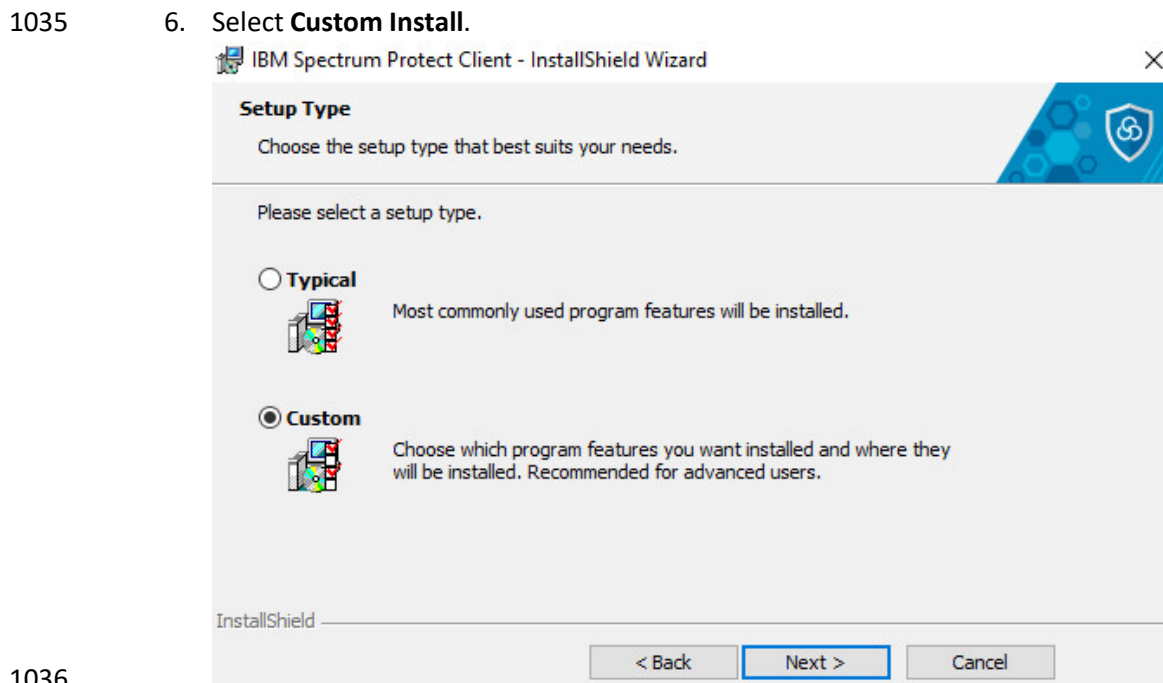 1035 6. Select Custom Install.
IBM Spectrum Protect Client - InstallShield Wizard
Setup Type
Choose the setup type that best suits your needs.
Please select a setup type.
Typical
Most commonly used program features will be installed.
Custom
Choose which program features you want installed and where they
will be installed. Recommended for advanced users.
InstallShield
< Back Next > Cancel
1036